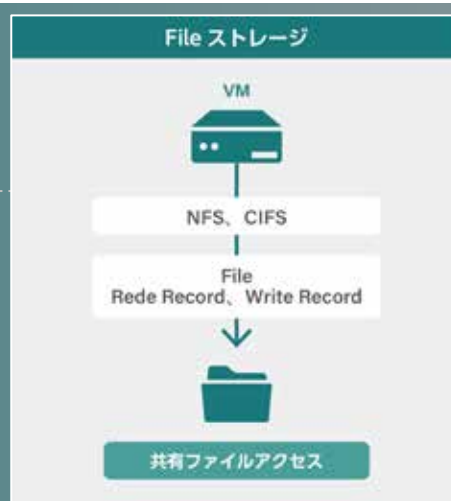 File ストレージ
VM
NFS、CIFS
File
Rede Record、Write Record
共有ファイルアクセス